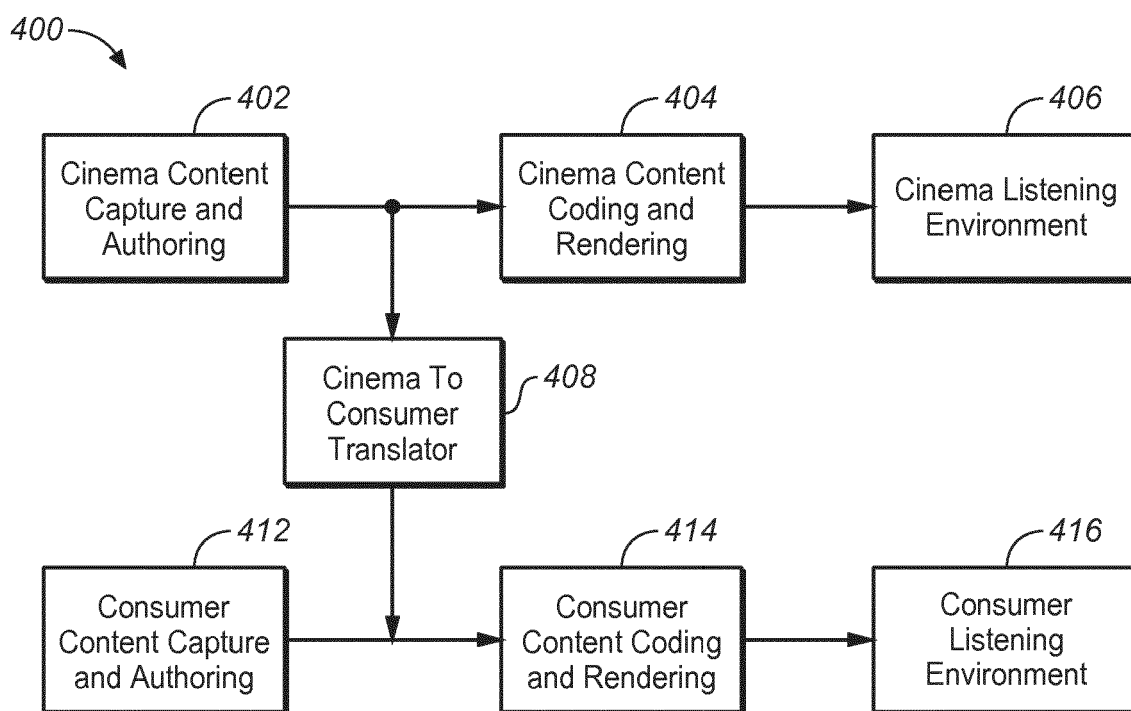 400
402
404
406
Cinema Content
Capture and
Authoring
Cinema Content
Coding and
Rendering
Cinema Listening
Environment
Cinema To
Consumer
Translator
408
412
414
416
Consumer
Content Capture
and Authoring
Consumer
Content Coding
and Rendering
Consumer
Listening
Environment